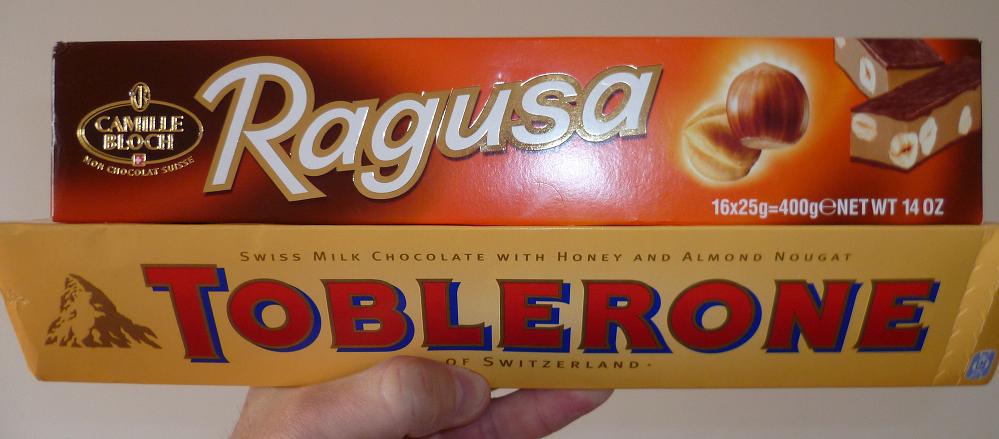 CAMILLE
BLOCH
MON CHOCOLAT SUISSE
Ragusa
16x25g=400g℮NET WT 14 OZ
SWISS MILK CHOCOLATE WITH HONEY AND ALMOND NOUGAT
TOBLERONE
OF SWITZERLAND·